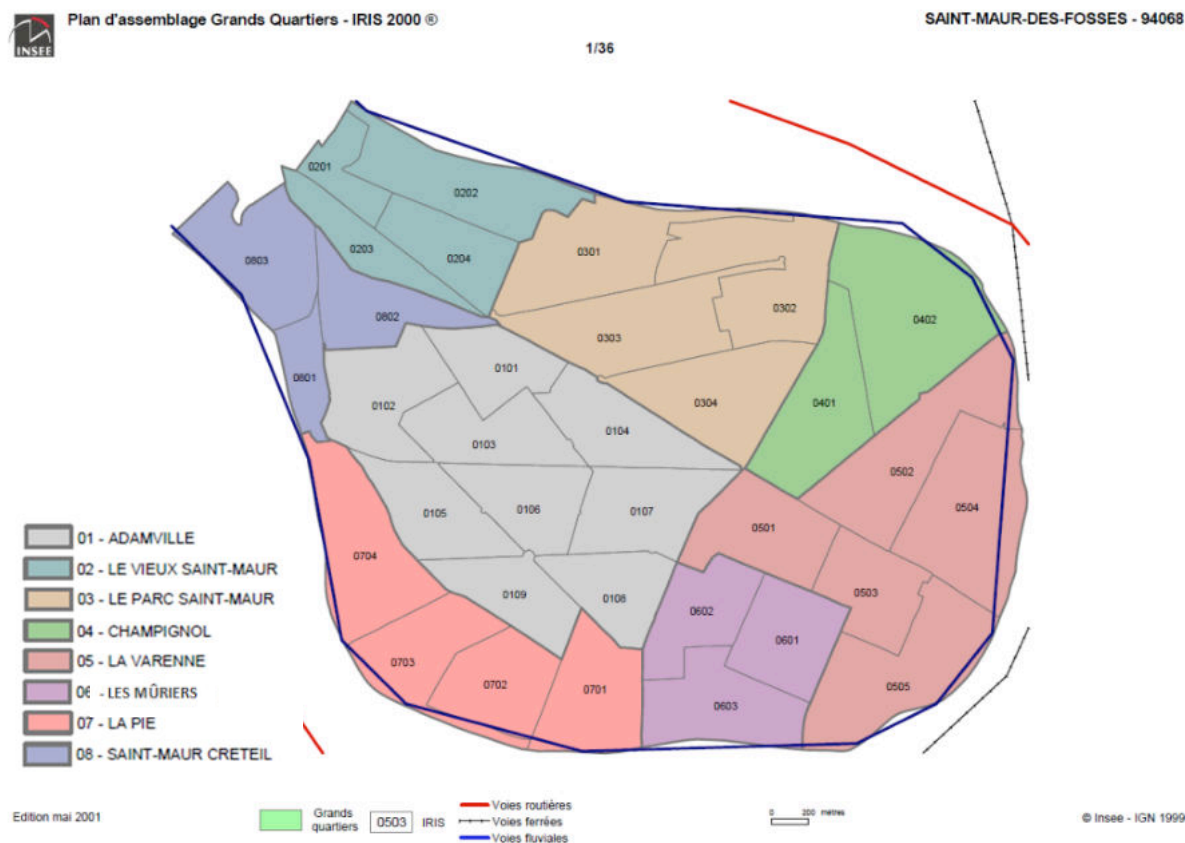 INSEE
Plan d'assemblage Grands Quartiers - IRIS 2000 ®
SAINT-MAUR-DES-FOSSES - 94068
1/36
0201
0202
0203
0204
0803
0802
0801
0301
0302
0303
0304
0402
0401
0101
0102
0103
0104
0105
0106
0107
0108
0109
0501
0502
0503
0504
0505
0601
0602
0603
0704
0703
0702
0701
01 - ADAMVILLE
02 - LE VIEUX SAINT-MAUR
03 - LE PARC SAINT-MAUR
04 - CHAMPIGNOL
05 - LA VARENNE
06 - LES MÛRIERS
07 - LA PIE
08 - SAINT-MAUR CRETEIL
Edition mai 2001
Grands
quartiers
0503
IRIS
Voies routières
Voies ferrées
Voies fluviales
0 200 mètres
© Insee - IGN 1999